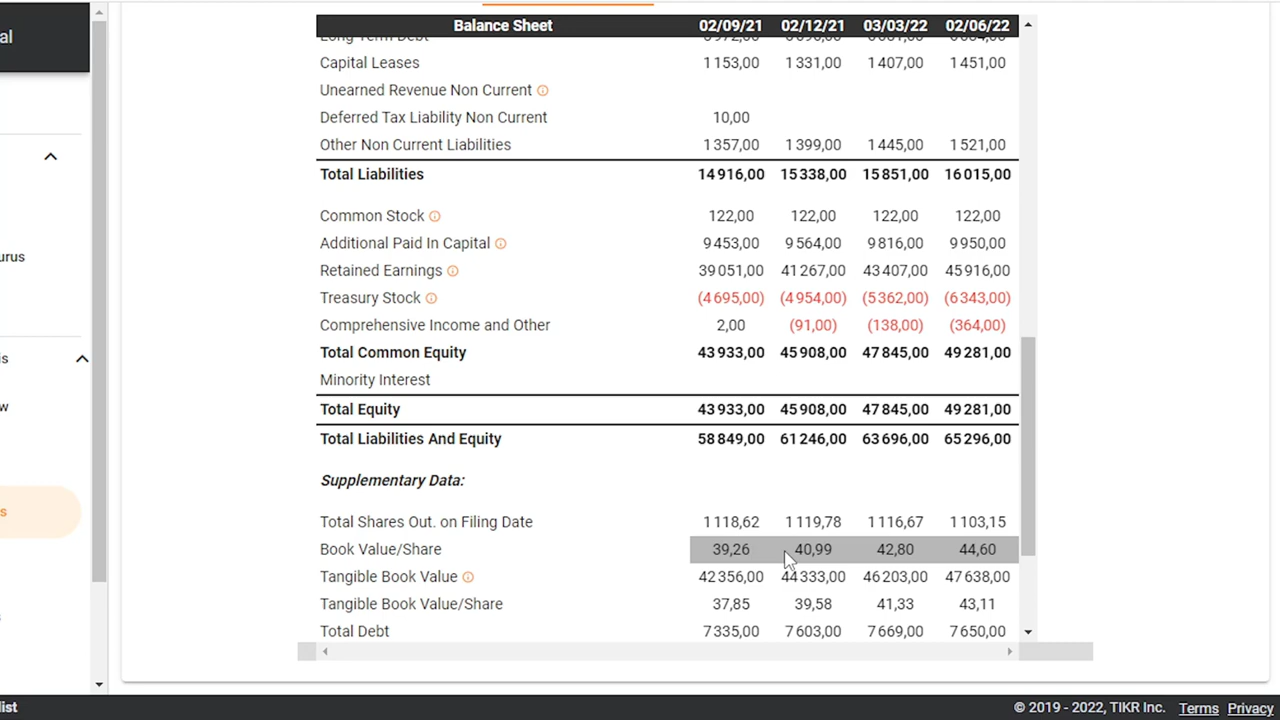 al
Balance Sheet 02/09/21 02/12/21 03/03/22 02/06/22
Long Term Debt
Capital Leases 1 153,00 1 331,00 1 407,00 1 451,00
Unearned Revenue Non Current
Deferred Tax Liability Non Current 10,00
Other Non Current Liabilities 1 357,00 1 399,00 1 445,00 1 521,00
Total Liabilities 14 916,00 15 338,00 15 851,00 16 015,00
Common Stock 122,00 122,00 122,00 122,00
Additional Paid In Capital 9 453,00 9 564,00 9 816,00 9 950,00
urus
Retained Earnings 39 051,00 41 267,00 43 407,00 45 916,00
Treasury Stock (4 695,00) (4 954,00) (5 362,00) (6 343,00)
Comprehensive Income and Other 2,00 (91,00) (138,00) (364,00)
is
Total Common Equity 43 933,00 45 908,00 47 845,00 49 281,00
Minority Interest
w
Total Equity 43 933,00 45 908,00 47 845,00 49 281,00
Total Liabilities And Equity 58 849,00 61 246,00 63 696,00 65 296,00
Supplementary Data:
s
Total Shares Out. on Filing Date 1 118,62 1 119,78 1 116,67 1 103,15
Book Value/Share 39,26 40,99 42,80 44,60
Tangible Book Value 42 356,00 44 333,00 46 203,00 47 638,00
Tangible Book Value/Share 37,85 39,58 41,33 43,11
Total Debt 7 335,00 7 603,00 7 669,00 7 650,00
list
© 2019 - 2022, TIKR Inc. Terms Privacy